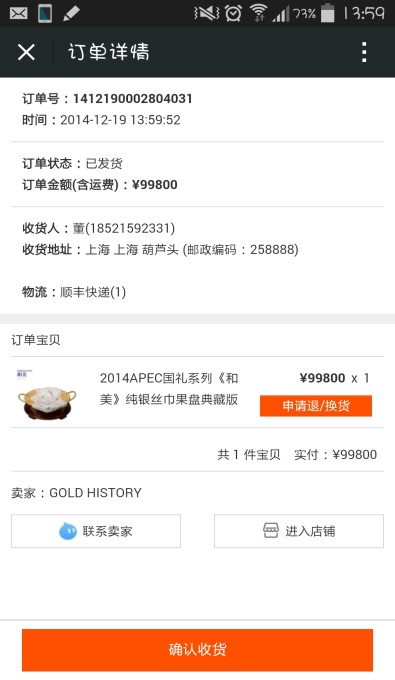 73% 13:59
订单详情
订单号：1412190002804031
时间：2014-12-19 13:59:52
订单状态：已发货
订单金额(含运费)：¥99800
收货人：董(18521592331)
收货地址：上海 上海 葫芦头 (邮政编码：258888)
物流：顺丰快递(1)
订单宝贝
2014APEC国礼系列《和美》纯银丝巾果盘典藏版
¥99800 x 1
申请退/换货
共 1 件宝贝 实付：¥99800
卖家：GOLD HISTORY
联系卖家 进入店铺
确认收货